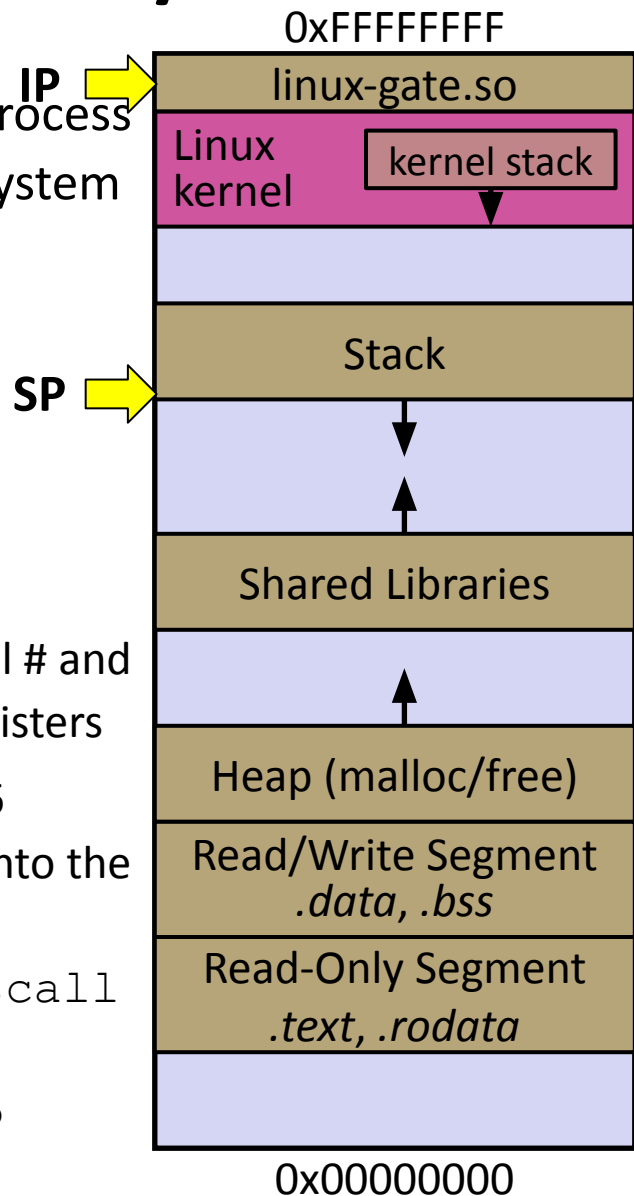 0xFFFFFFFF
IP
linux-gate.so
Linux
kernel
kernel stack
ystem
Stack
SP
Shared Libraries
l # and
isters
Heap (malloc/free)
nto the
Read/Write Segment
.data, .bss
call
Read-Only Segment
.text, .rodata
0x00000000